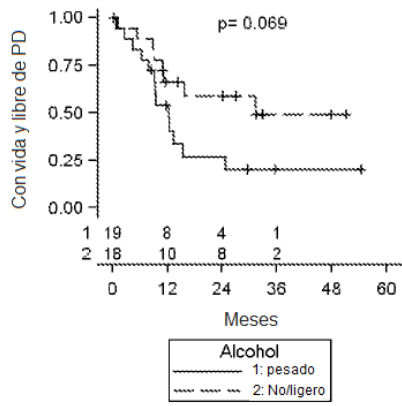 p= 0.069
Con vida y libre de PD
1.00
0.75
0.50
0.25
0.00
1 19 8 4 1
2 18 10 8 2
0 12 24 36 48 60
Meses
Alcohol
1: pesado
2: No/ligero